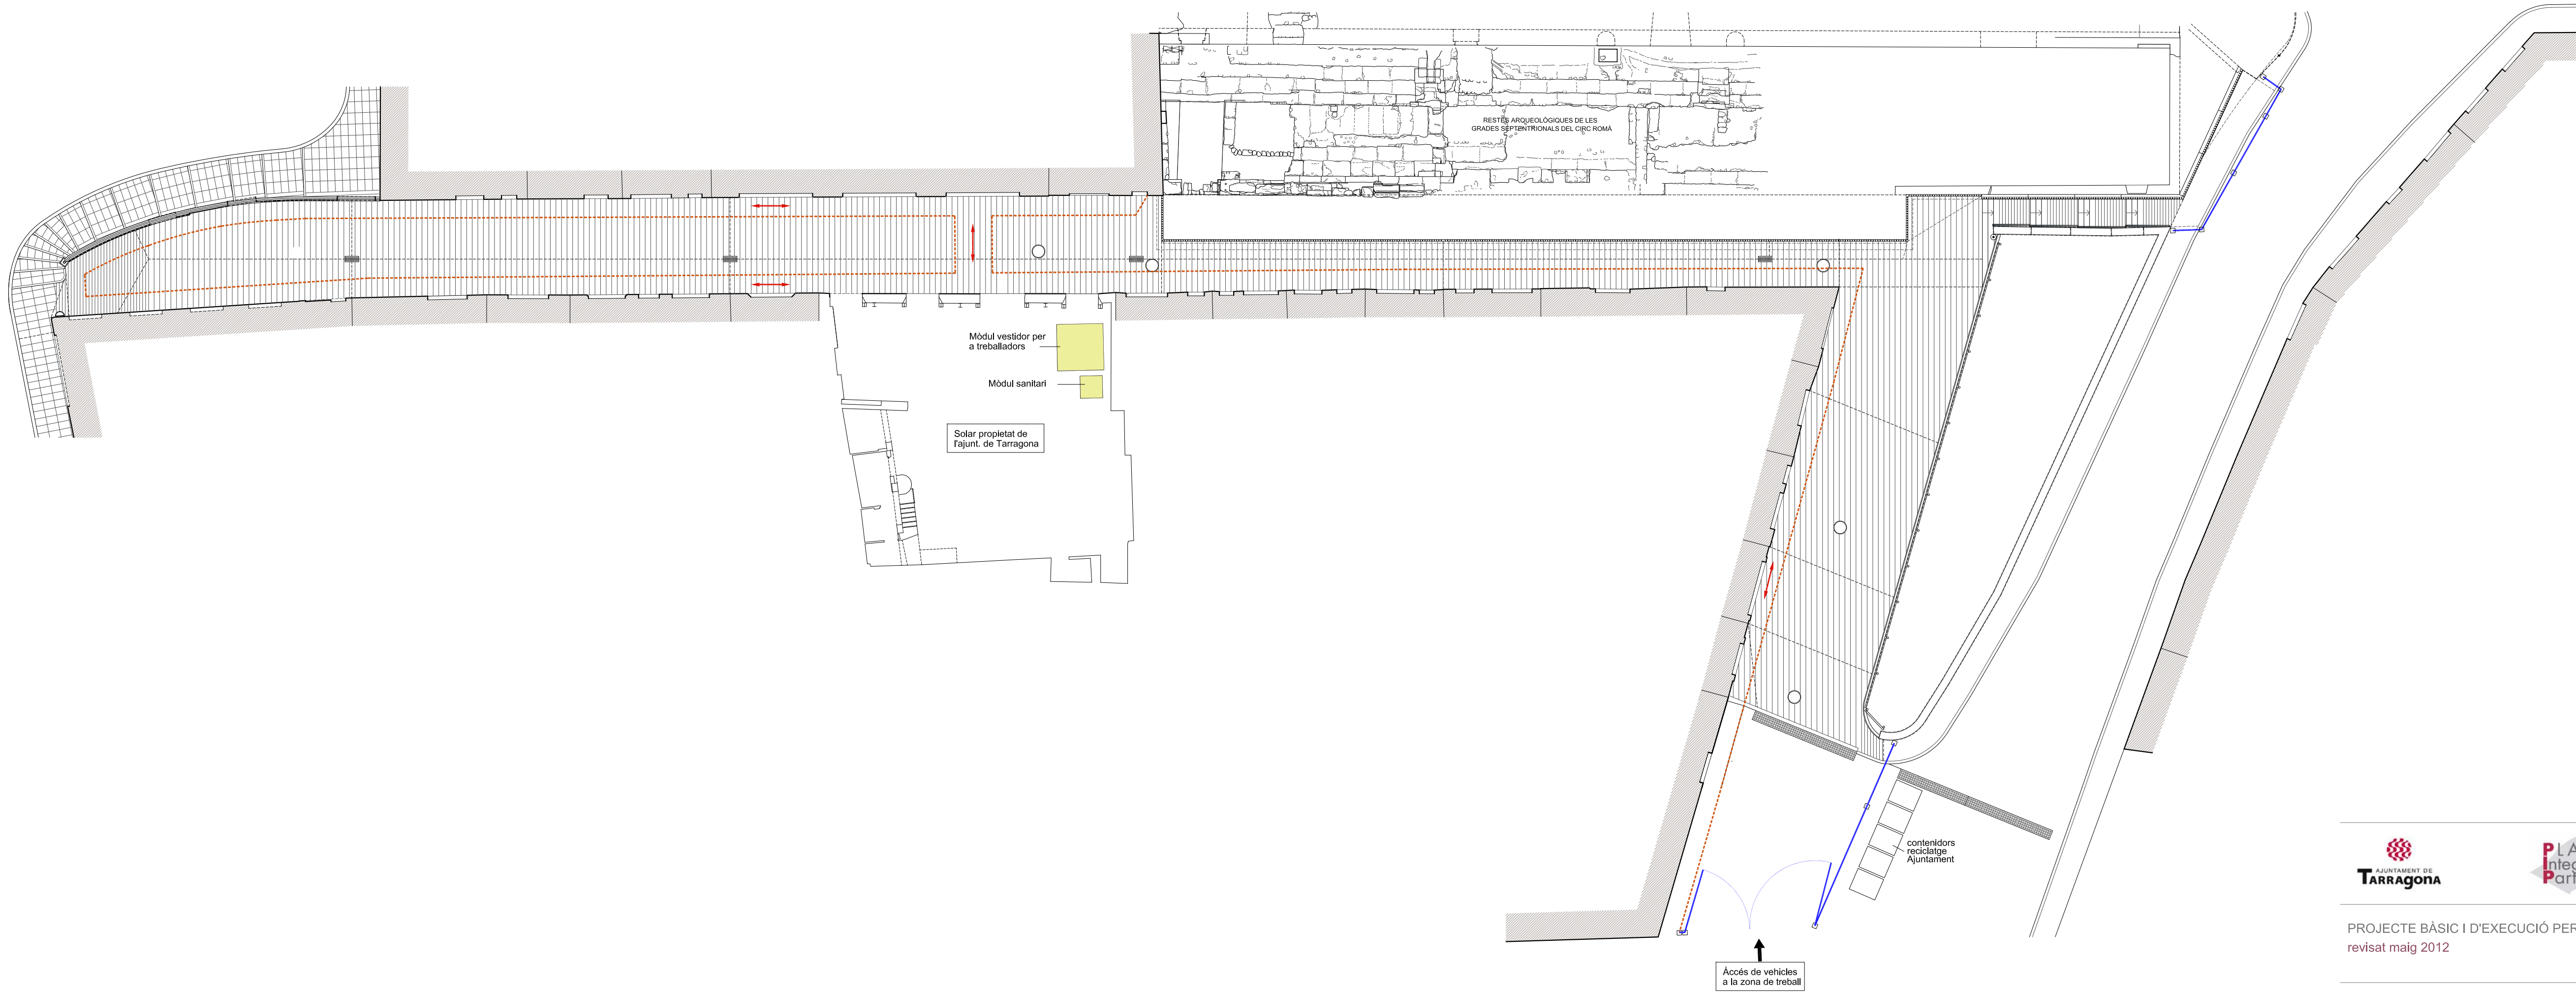 RESTES ARQUEOLÒGIQUES DE LES
GRADES SEPTENTRIONALS DEL CIRC ROMÀ
Mòdul vestidor per
a treballadors
Mòdul sanitari
Solar propietat de
l'ajunt. de Tarragona
contenidors
reciclatge
Ajuntament
Accés de vehicles
a la zona de treball
AJUNTAMENT DE
TARRAGONA
PROJECTE BÀSIC I D'EXECUCIÓ PER
revisat maig 2012